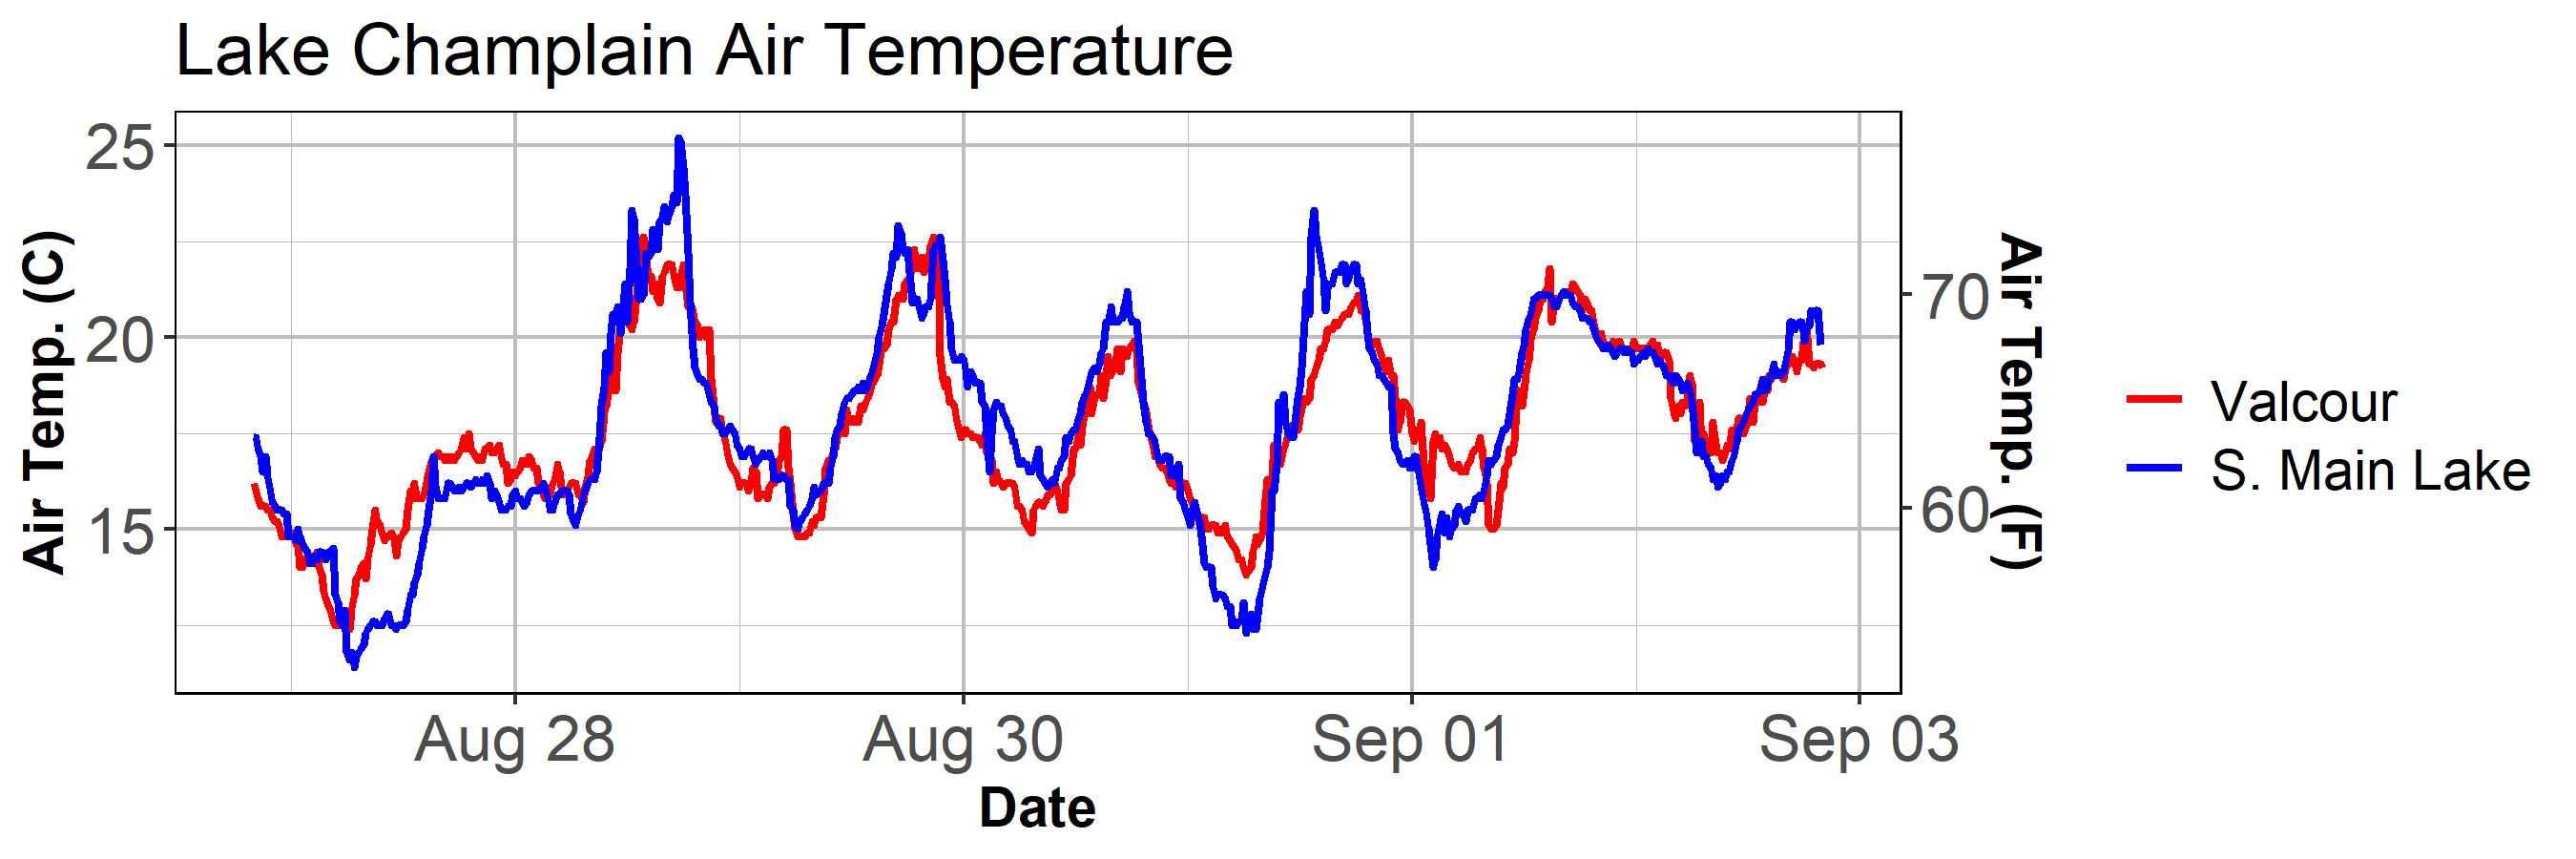 Lake Champlain Air Temperature
Air Temp. (C)
25
20
15
70
60
Air Temp. (F)
Aug 28
Aug 30
Sep 01
Sep 03
Date
Valcour
S. Main Lake